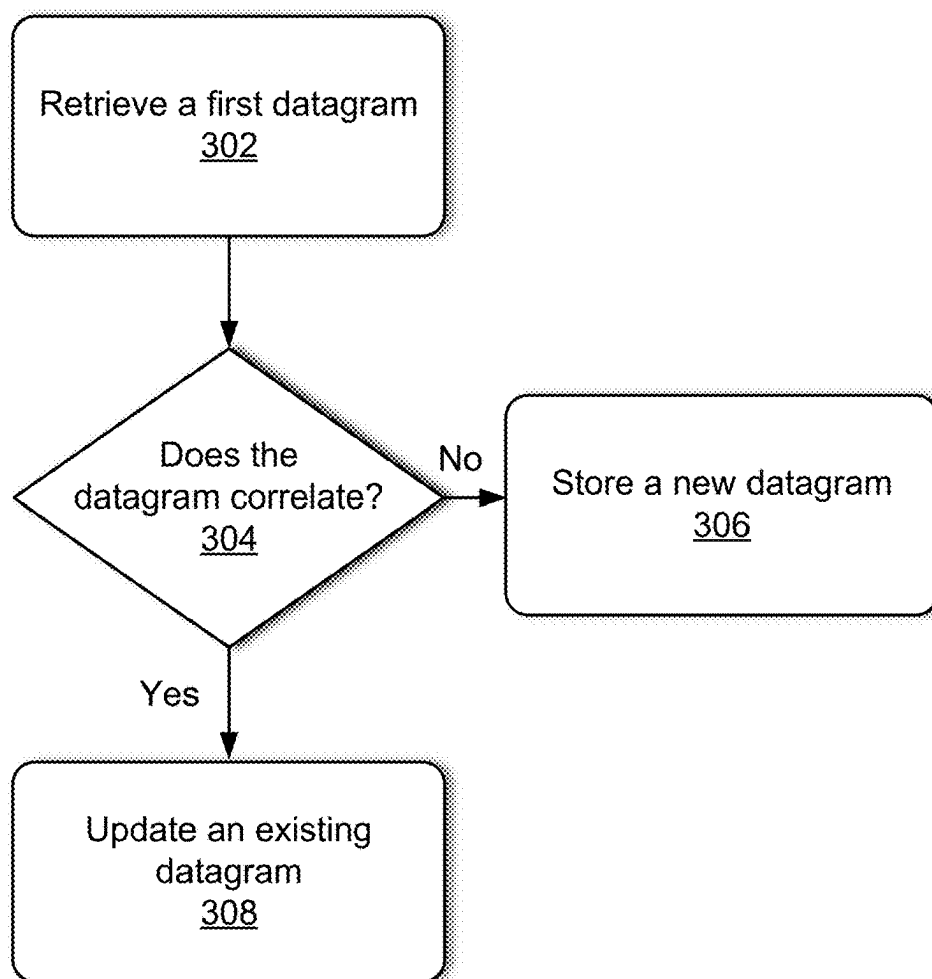 Retrieve a first datagram
302
Does the
datagram correlate?
304
No
Store a new datagram
306
Yes
Update an existing
datagram
308